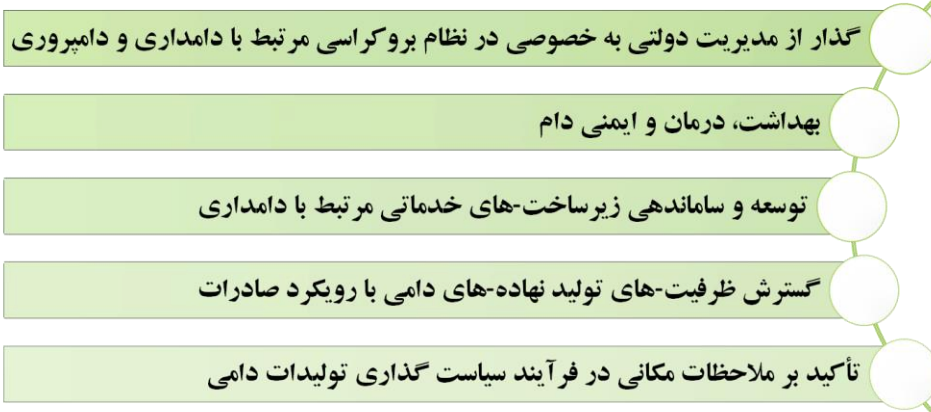 گذار از مدیریت دولتی به خصوصی در نظام بروکراسی مرتبط با دامداری و دامپروری
بهداشت، درمان و ایمنی دام
توسعه و ساماندهی زیرساخت-های خدماتی مرتبط با دامداری
گسترش ظرفیت-های تولید نهاده-های دامی با رویکرد صادرات
تأکید بر ملاحظات مکانی در فرآیند سیاست گذاری تولیدات دامی